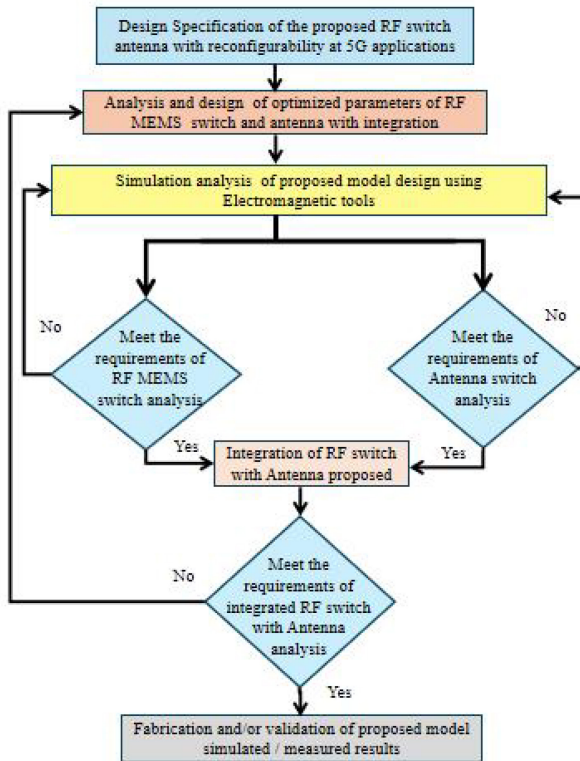 Design Specification of the proposed RF switch
antenna with reconfigurability at 5G applications
Analysis and design of optimized parameters of RF
MEMS switch and antenna with integration
Simulation analysis of proposed model design using
Electromagnetic tools
No
Meet the
requirements of
RF MEMS
switch analysis
No
Meet the
requirements of
Antenna switch
analysis
Yes
Integration of RF switch
with Antenna proposed
Yes
No
Meet the
requirements of
integrated RF switch
with Antenna
analysis
Yes
Fabrication and/or validation of proposed model
simulated / measured results